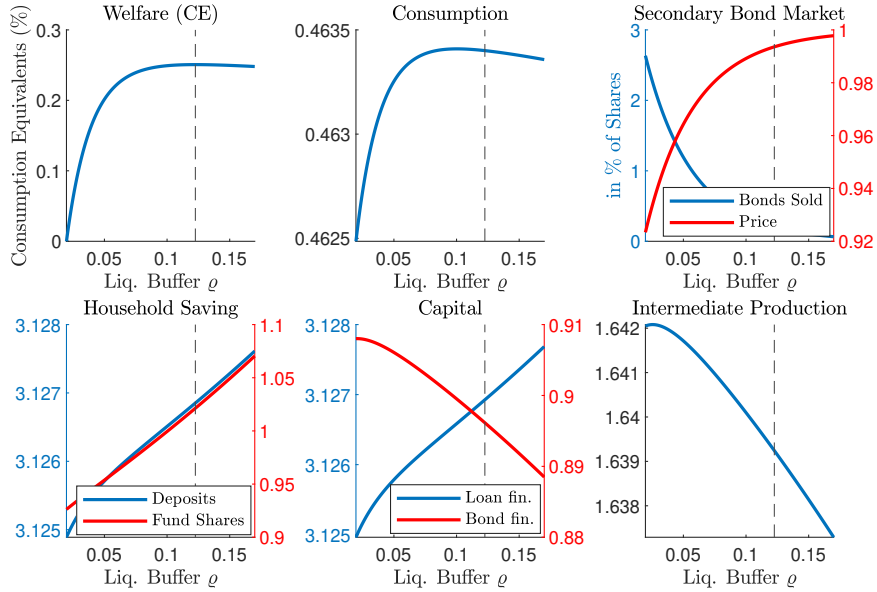 Welfare (CE)
Consumption
Secondary Bond Market
Consumption Equivalents (%)
0.3
0.2
0.1
0
0.05 0.1 0.15
Liq. Buffer ϱ
0.4635
0.463
0.4625
0.05 0.1 0.15
Liq. Buffer ϱ
in % of Shares
3
2
1
0
1
0.98
0.96
0.94
0.92
Bonds Sold
Price
0.05 0.1 0.15
Liq. Buffer ϱ
Household Saving
Capital
Intermediate Production
3.128
3.127
3.126
3.125
1.1
1.05
1
0.95
0.9
Deposits
Fund Shares
0.05 0.1 0.15
Liq. Buffer ϱ
3.128
3.127
3.126
3.125
0.91
0.9
0.89
0.88
Loan fin.
Bond fin.
0.05 0.1 0.15
Liq. Buffer ϱ
1.642
1.641
1.64
1.639
1.638
0.05 0.1 0.15
Liq. Buffer ϱ